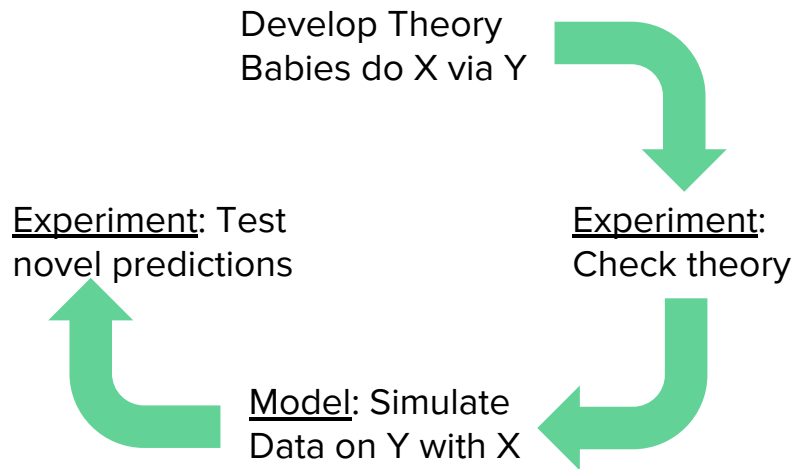 Develop Theory
Babies do X via Y
Experiment: Check theory
Model: Simulate
Data on Y with X
Experiment: Test
novel predictions